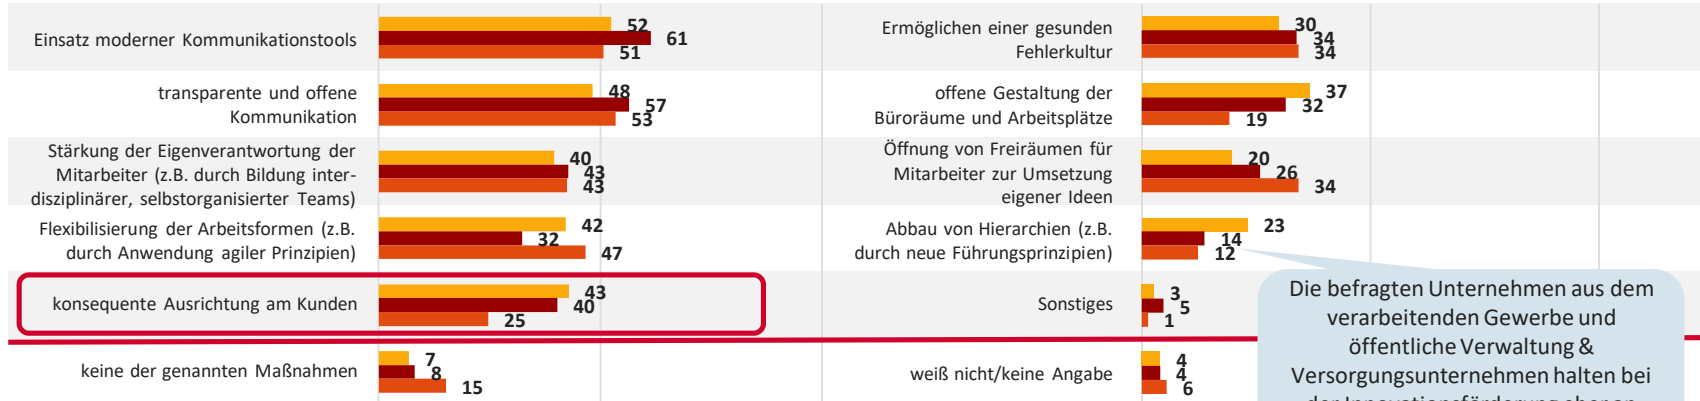 Einsatz moderner Kommunikationstools
52
61
51
transparente und offene
Kommunikation
48
57
53
Stärkung der Eigenverantwortung der
Mitarbeiter (z.B. durch Bildung inter-
disziplinärer, selbstorganisierter Teams)
40
43
43
Flexibilisierung der Arbeitsformen (z.B.
durch Anwendung agiler Prinzipien)
42
32
47
konsequente Ausrichtung am Kunden
43
40
25
keine der genannten Maßnahmen
7
8
15
Ermöglichen einer gesunden
Fehlerkultur
30
34
34
offene Gestaltung der
Büroräume und Arbeitsplätze
37
32
19
Öffnung von Freiräumen für
Mitarbeiter zur Umsetzung
eigener Ideen
20
26
34
Abbau von Hierarchien (z.B.
durch neue Führungsprinzipien)
23
14
12
Sonstiges
3
5
1
weiß nicht/keine Angabe
4
4
6
Die befragten Unternehmen aus dem
verarbeitenden Gewerbe und
öffentliche Verwaltung &
Versorgungsunternehmen halten bei
der Innovationsförderung eher an